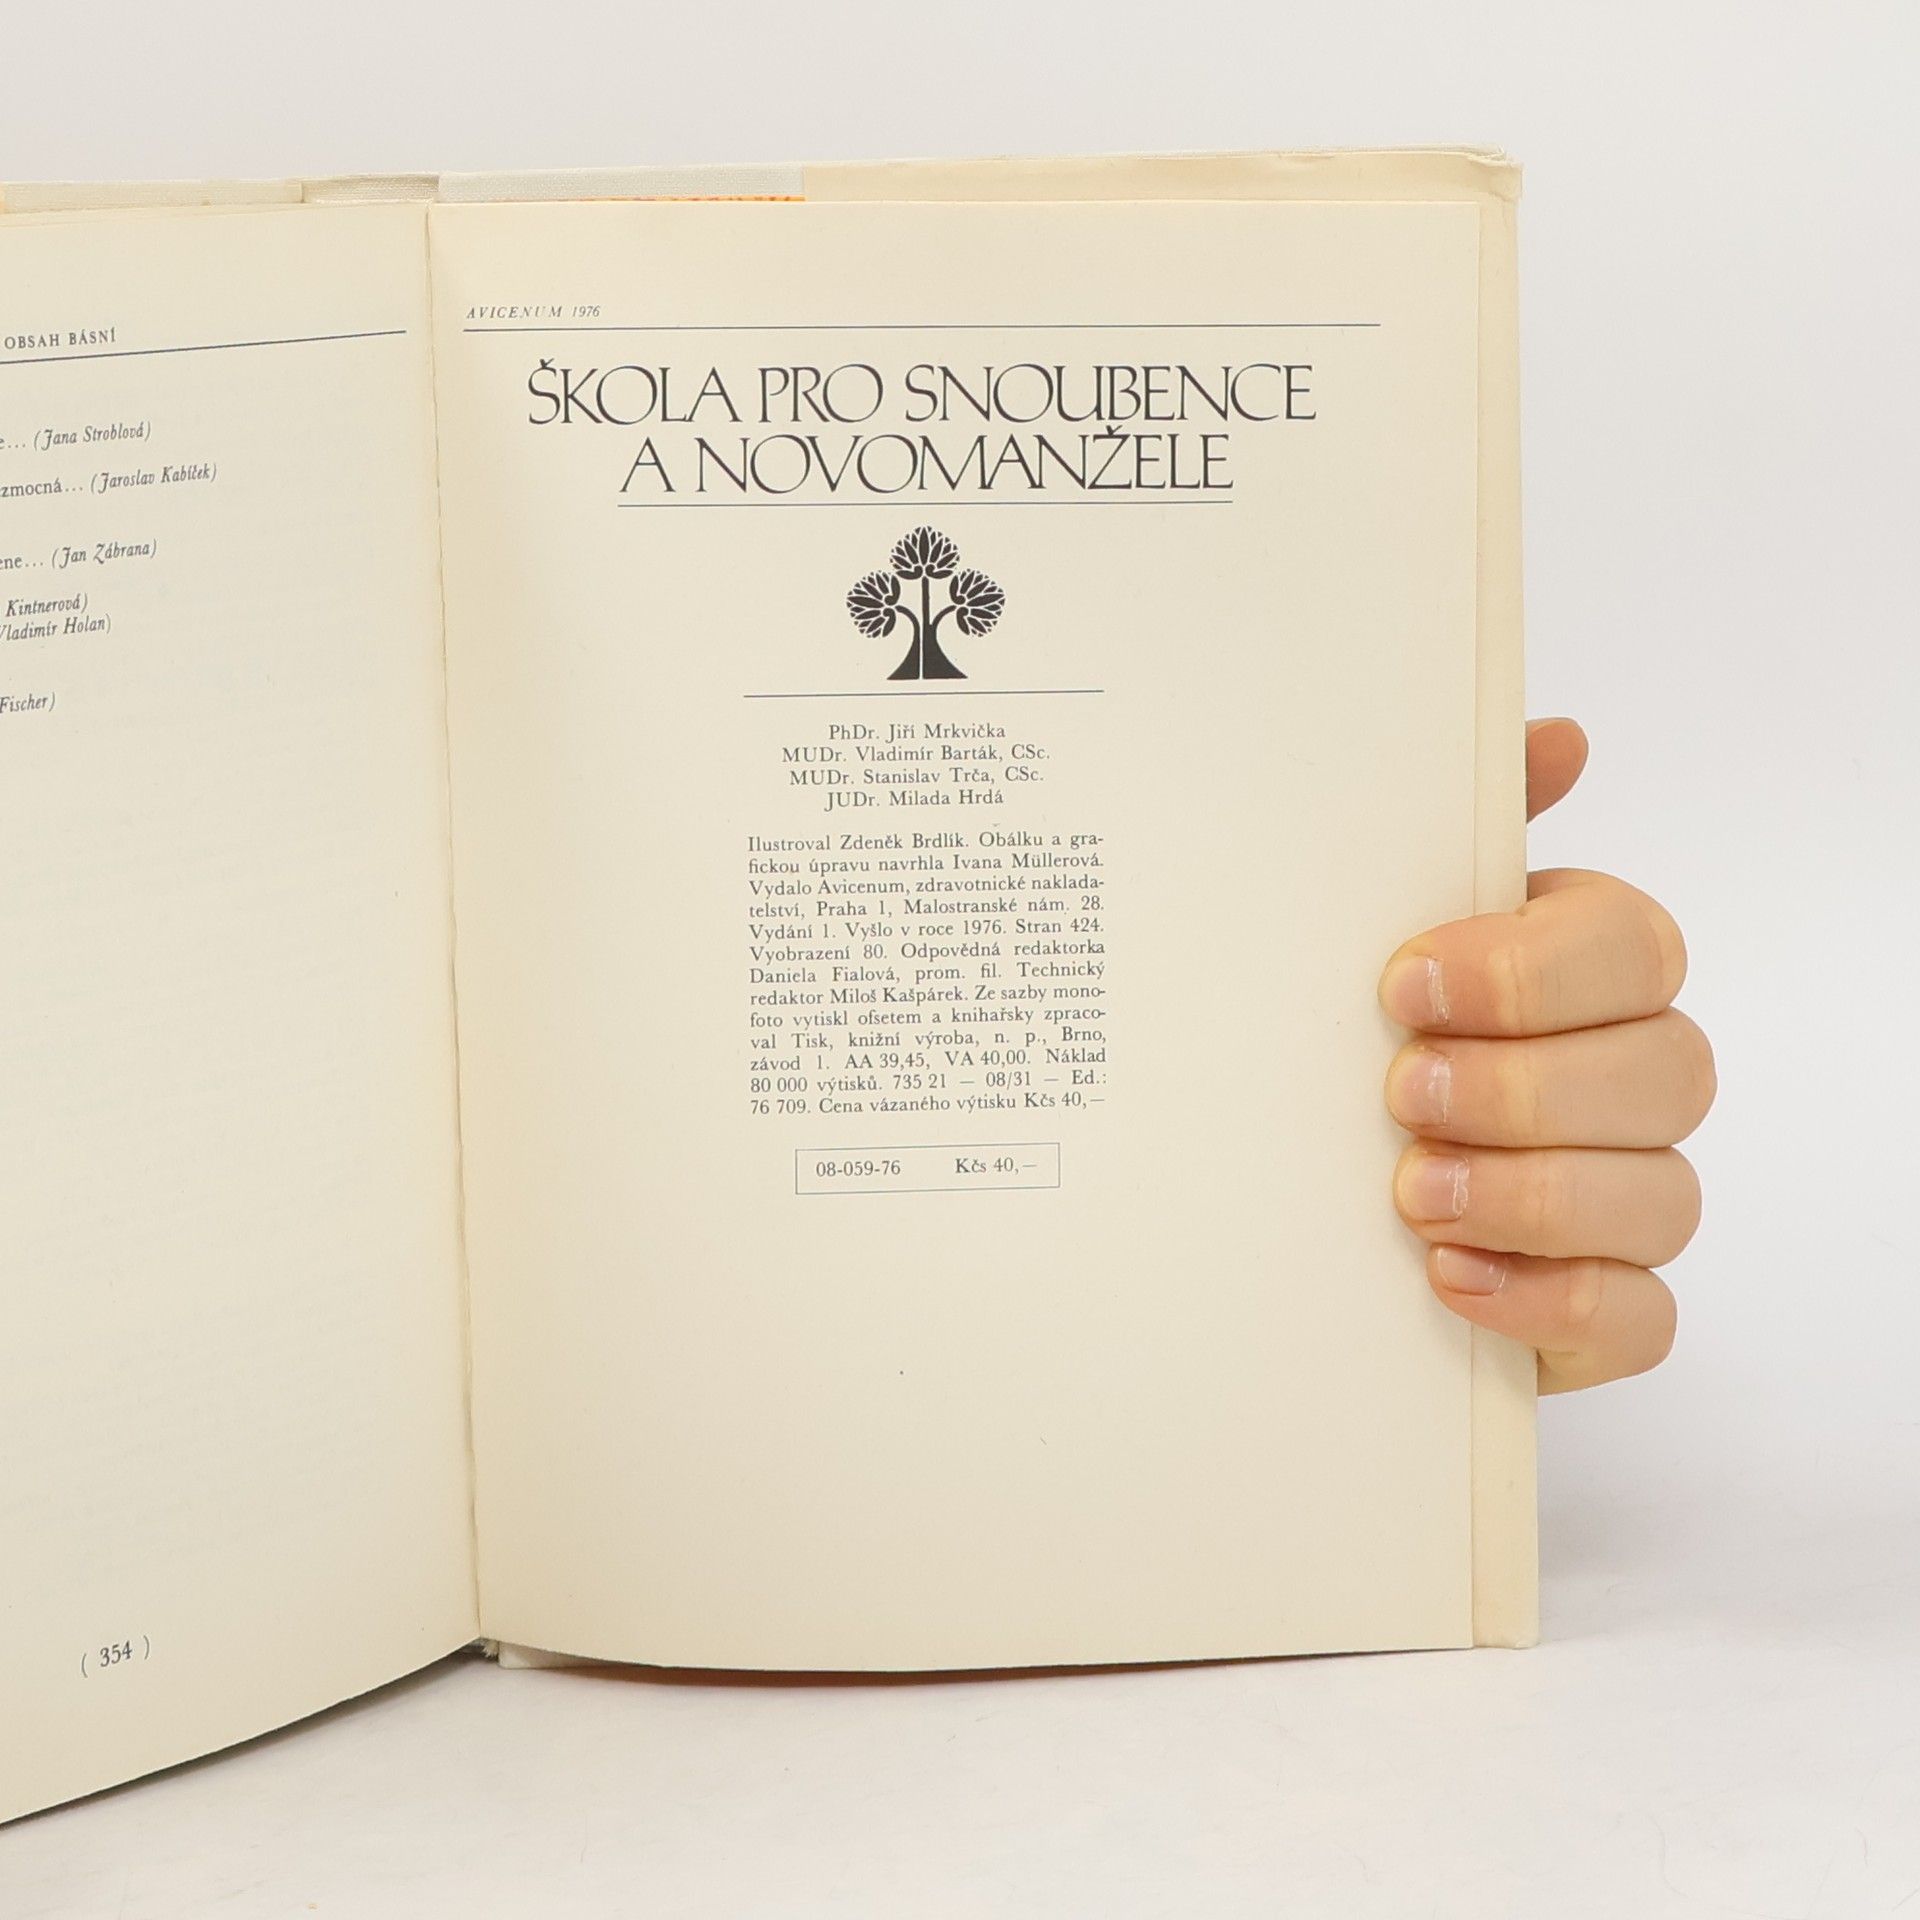 OBSAH BÁSNÍ
(Jana Stroblová)
(Jaroslav Kabíček)
(Jan Zábrana)
Kintnerová)
Vladimír Holan)
Fischer)
( 354 )
AVICENUM 1976
ŠKOLA PRO SNOUBENCE
A NOVOMANŽELE
PhDr. Jiří Mrkvička
MUDr. Vladimír Barták, CSc.
MUDr. Stanislav Trča, CSc.
JUDr. Milada Hrdá
Ilustroval Zdeněk Brdlík. Obálku a gra-
fickou úpravu navrhla Ivana Müllerová.
Vydalo Avicenum, zdravotnické naklada-
telství, Praha 1, Malostranské nám. 28.
Vydání 1. Vyšlo v roce 1976. Stran 424.
Vyobrazení 80. Odpovědná redaktorka
Daniela Fialová, prom. fil. Technický
redaktor Miloš Kašpárek. Ze sazby mono-
foto vytiskl ofsetem a knihařsky zpraco-
val Tisk, knižní výroba, n. p., Brno,
závod 1. AA 39,45, VA 40,00. Náklad
80 000 výtisků. 735 21 — 08/31 — Ed.:
76 709. Cena vázaného výtisku Kčs 40,—
08-059-76 Kčs 40,—